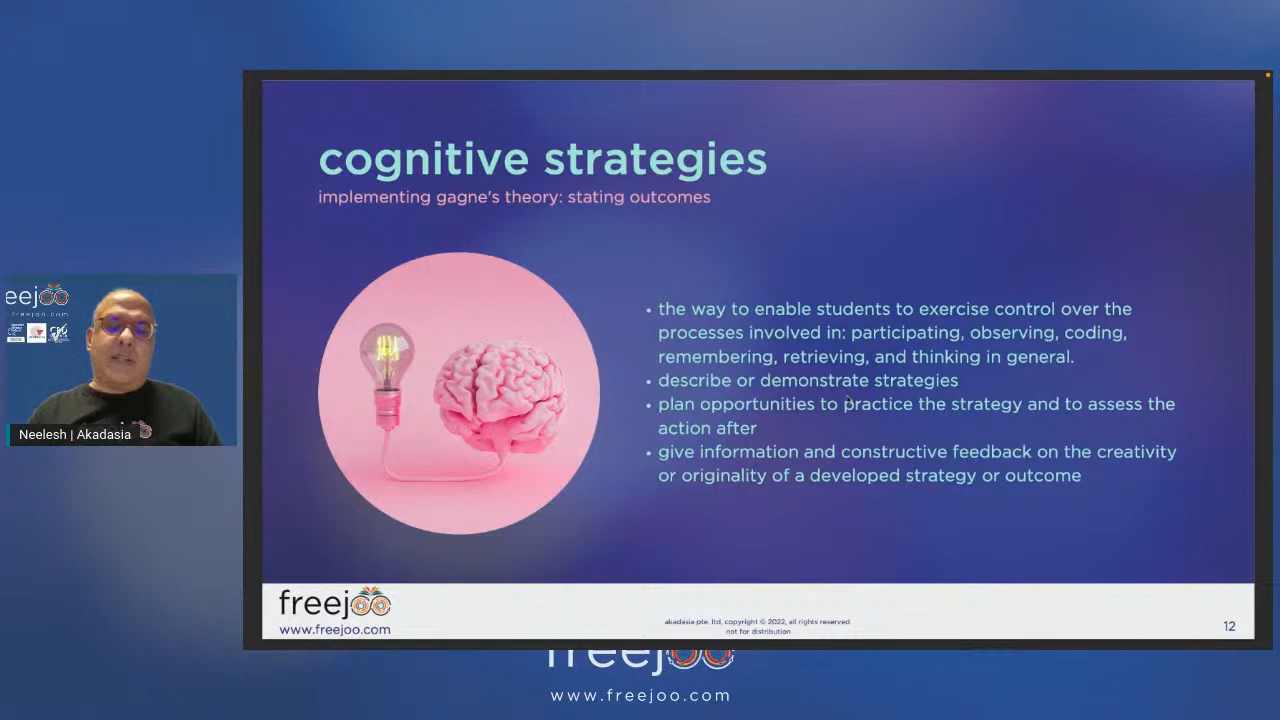 cognitive strategies
implementing gagne's theory: stating outcomes
• the way to enable students to exercise control over the
processes involved in: participating, observing, coding,
remembering, retrieving, and thinking in general.
• describe or demonstrate strategies
• plan opportunities to practice the strategy and to assess the
action after
• give information and constructive feedback on the creativity
or originality of a developed strategy or outcome
eejoo
freejoo.com
Neelesh | Akadasia
freejoo
www.freejoo.com
akadasia pte. ltd, copyright © 2022, all rights reserved
not for distribution
12
freejoo
www.freejoo.com